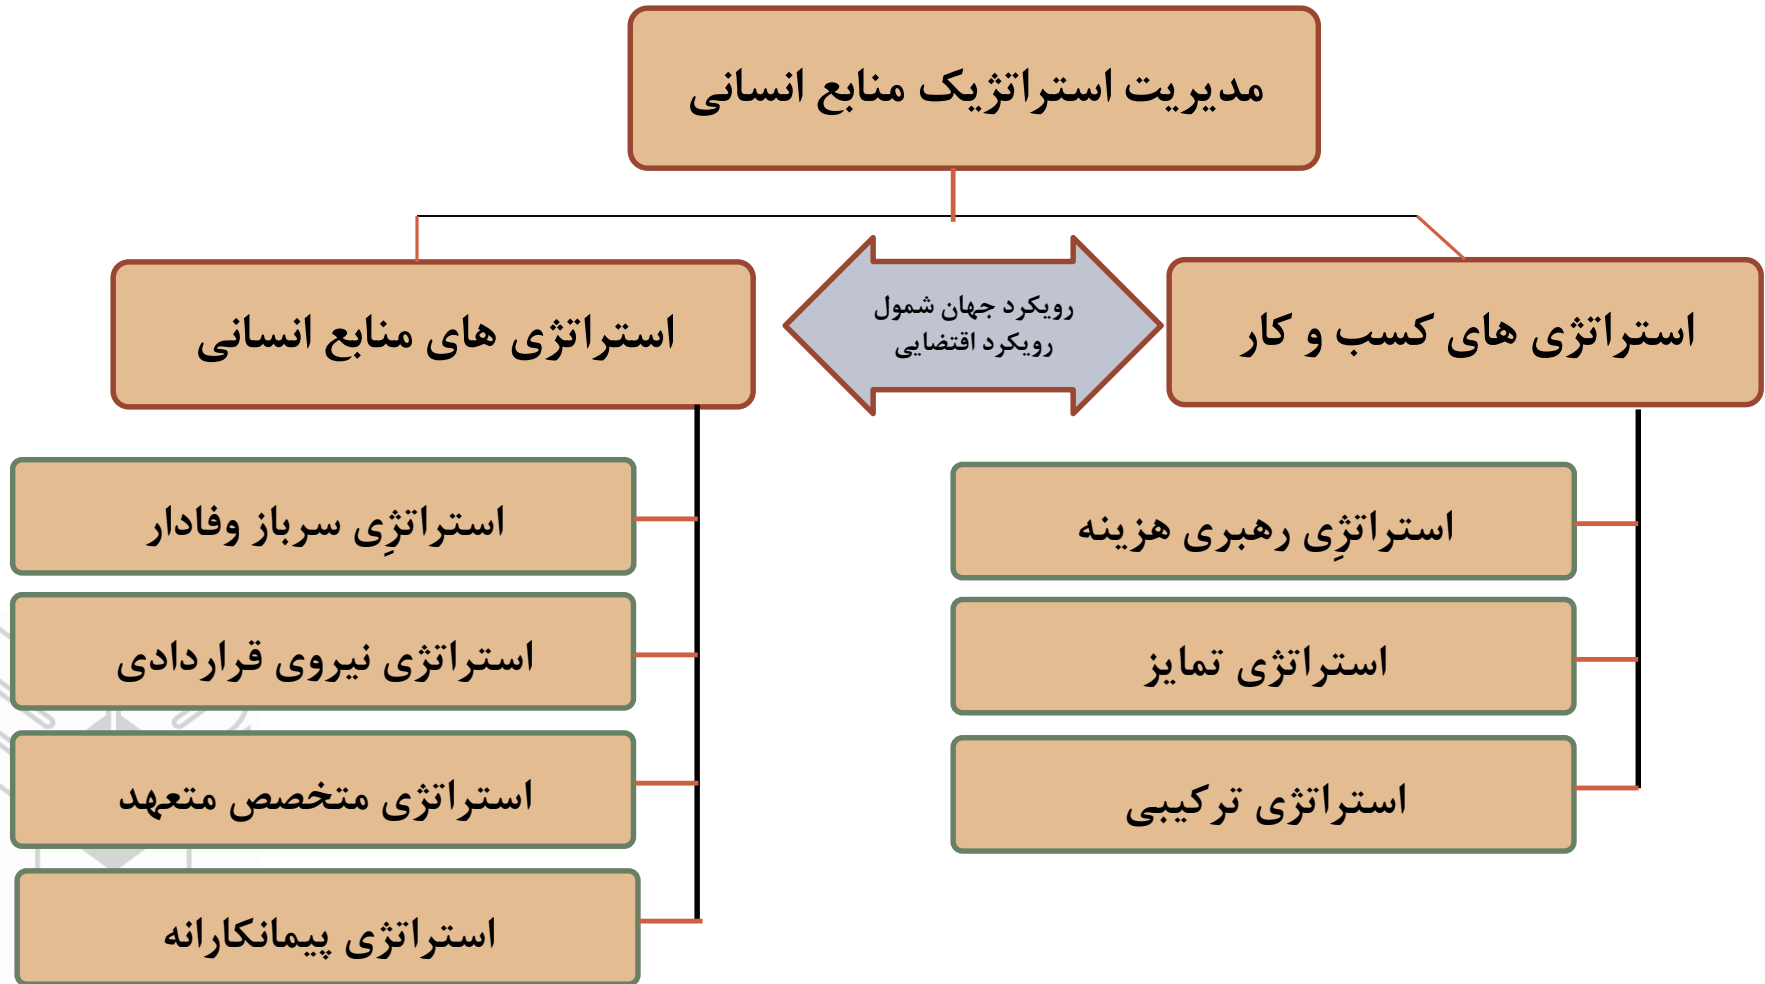 مدیریت استراتژیک منابع انسانی
استراتژی های کسب و کار
رویکرد جهان شمول
رویکرد اقتضایی
استراتژی های منابع انسانی
استراتژِی رهبری هزینه
استراتژی تمایز
استراتژی ترکیبی
استراتژِی سرباز وفادار
استراتژی نیروی قراردادی
استراتژی متخصص متعهد
استراتژی پیمانکارانه